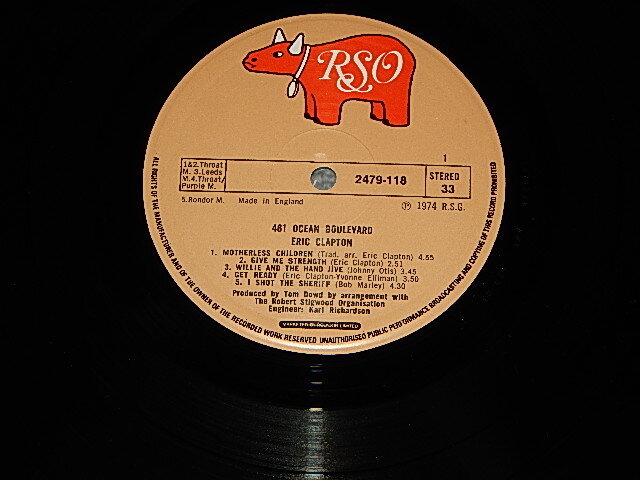 RSO
1
1&2.Throat
M. 3.Leeds
M.4.Throat/
Purple M.
2479-118
STEREO
33
5.Rondor M.
Made in England
℗ 1974 R.S.G.
461 OCEAN BOULEVARD
ERIC CLAPTON
1. MOTHERLESS CHILDREN (Trad. arr. Eric Clapton) 4.55
2. GIVE ME STRENGTH (Eric Clapton) 2.51
3. WILLIE AND THE HAND JIVE (Johnny Otis) 3.45
4. GET READY (Eric Clapton-Yvonne Elliman) 3.50
5. I SHOT THE SHERIFF (Bob Marley) 4.30
Produced by Tom Dowd by arrangement with
The Robert Stigwood Organisation
Engineer: Karl Richardson
MARKETED BY POLYDOR LIMITED
ALL RIGHTS OF THE MANUFACTURER AND OF THE OWNER OF THE RECORDED WORK RESERVED UNAUTHORISED PUBLIC PERFORMANCE BROADCASTING AND COPYING OF THIS RECORD PROHIBITED